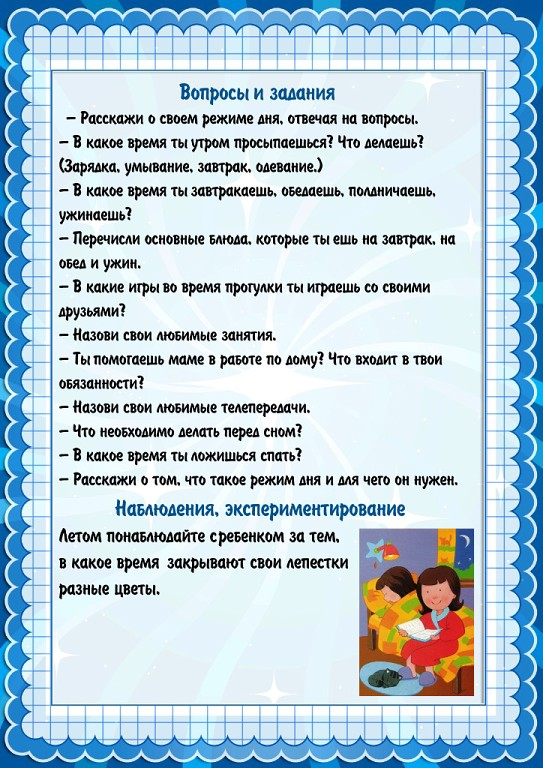 Вопросы и задания
– Расскажи о своем режиме дня, отвечая на вопросы.
– В какое время ты утром просыпаешься? Что делаешь?
(Зарядка, умывание, завтрак, одевание.)
– В какое время ты завтракаешь, обедаешь, полдничаешь,
ужинаешь?
– Перечисли основные блюда, которые ты ешь на завтрак, на
обед и ужин.
– В какие игры во время прогулки ты играешь со своими
друзьями?
– Назови свои любимые занятия.
– Ты помогаешь маме в работе по дому? Что входит в твои
обязанности?
– Назови свои любимые телепередачи.
– Что необходимо делать перед сном?
– В какое время ты ложишься спать?
– Расскажи о том, что такое режим дня и для чего он нужен.
Наблюдения, экспериментирование
Летом понаблюдайте с ребенком за тем,
в какое время закрывают свои лепестки
разные цветы.